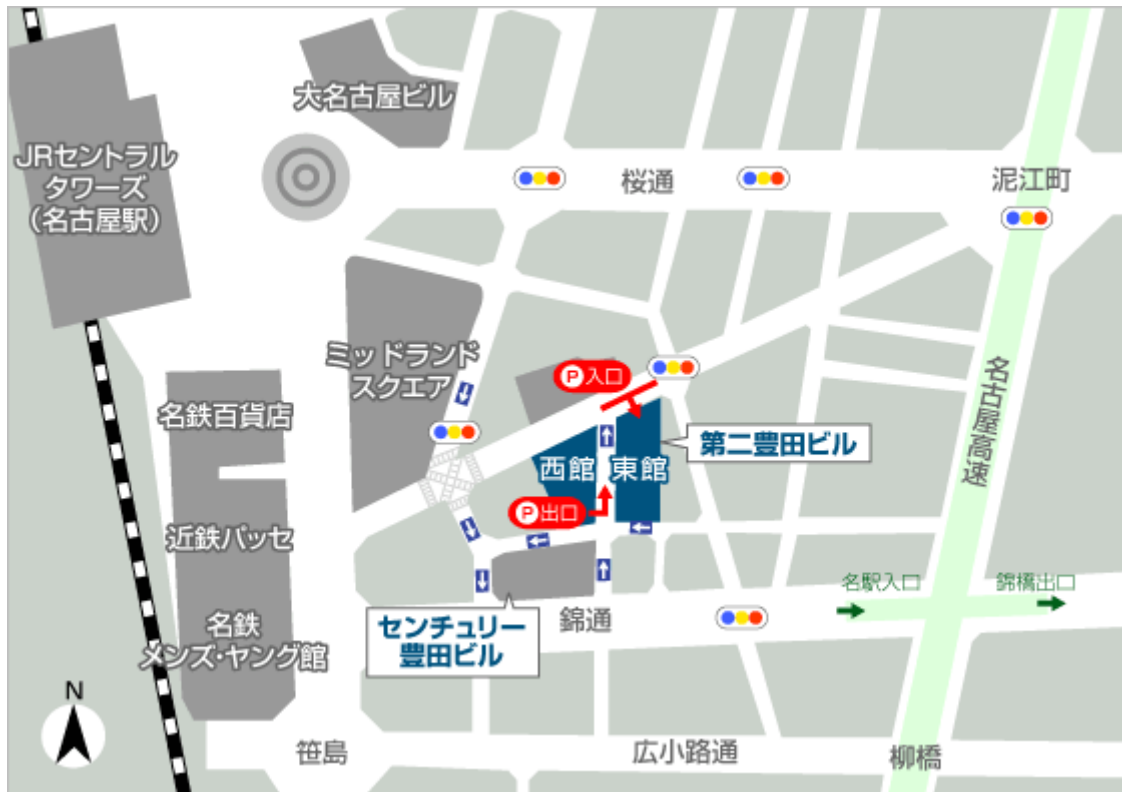 大名古屋ビル
JRセントラル
タワーズ
(名古屋駅)
桜通
泥江町
ミッドランド
スクエア
P入口
名鉄百貨店
名古屋高速
西館
東館
第二豊田ビル
P出口
近鉄パッセ
名駅入口
錦橋出口
名鉄
メンズ・ヤング館
センチュリー
豊田ビル
錦通
N
笹島
広小路通
柳橋